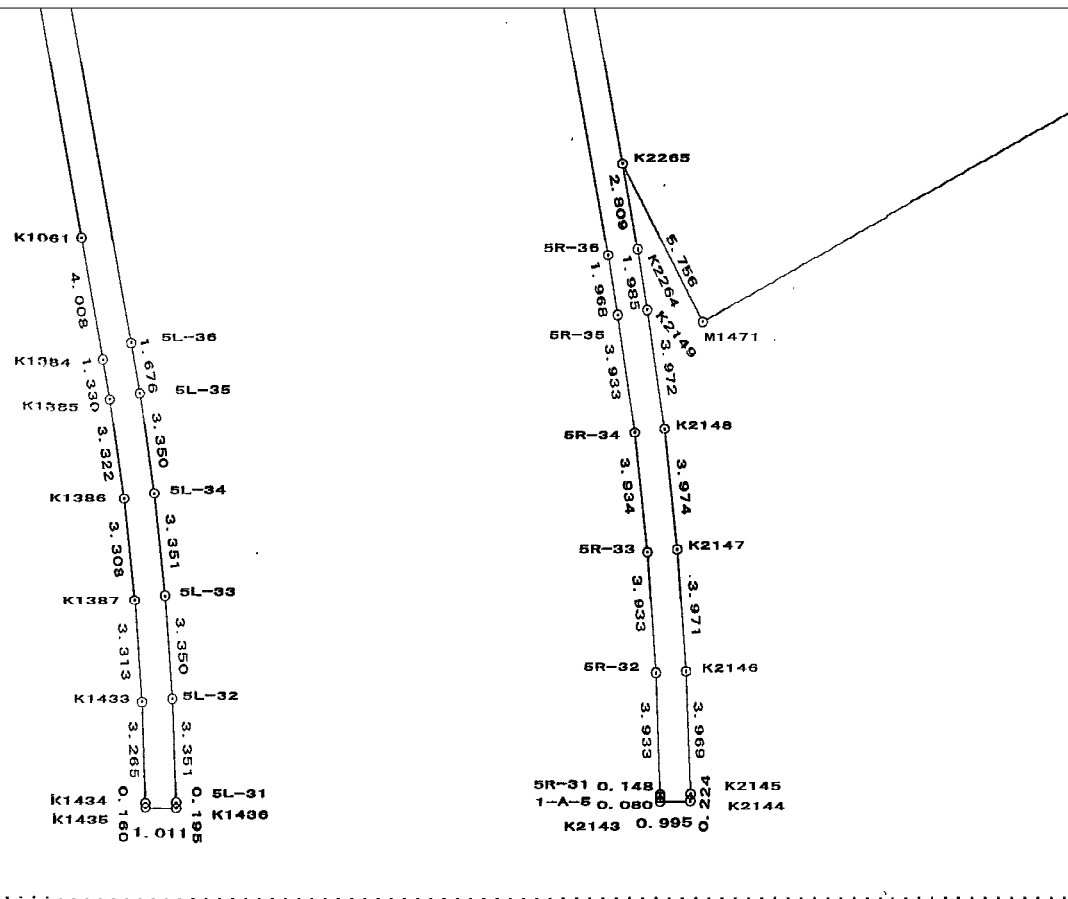 K2265
2.809
K1061
5R-36
5.756
K2264
4.008
1.968
1.985
5L-36
5R-35
K2149
M1471
K1384
1.676
3.933
3.972
1.330
5L-35
K1385
3.322
3.350
5R-34
K2148
K1386
5L-34
3.934
3.974
3.308
3.351
5R-33
K2147
K1387
5L-33
3.933
3.971
3.313
3.350
5R-32
K2146
K1433
5L-32
3.265
3.351
3.933
3.969
K1434
0.160
0.195
5L-31
5R-31 0.148
0.224
K2145
K1435
K1436
1-A-5 0.080
K2144
1.011
K2143 0.995